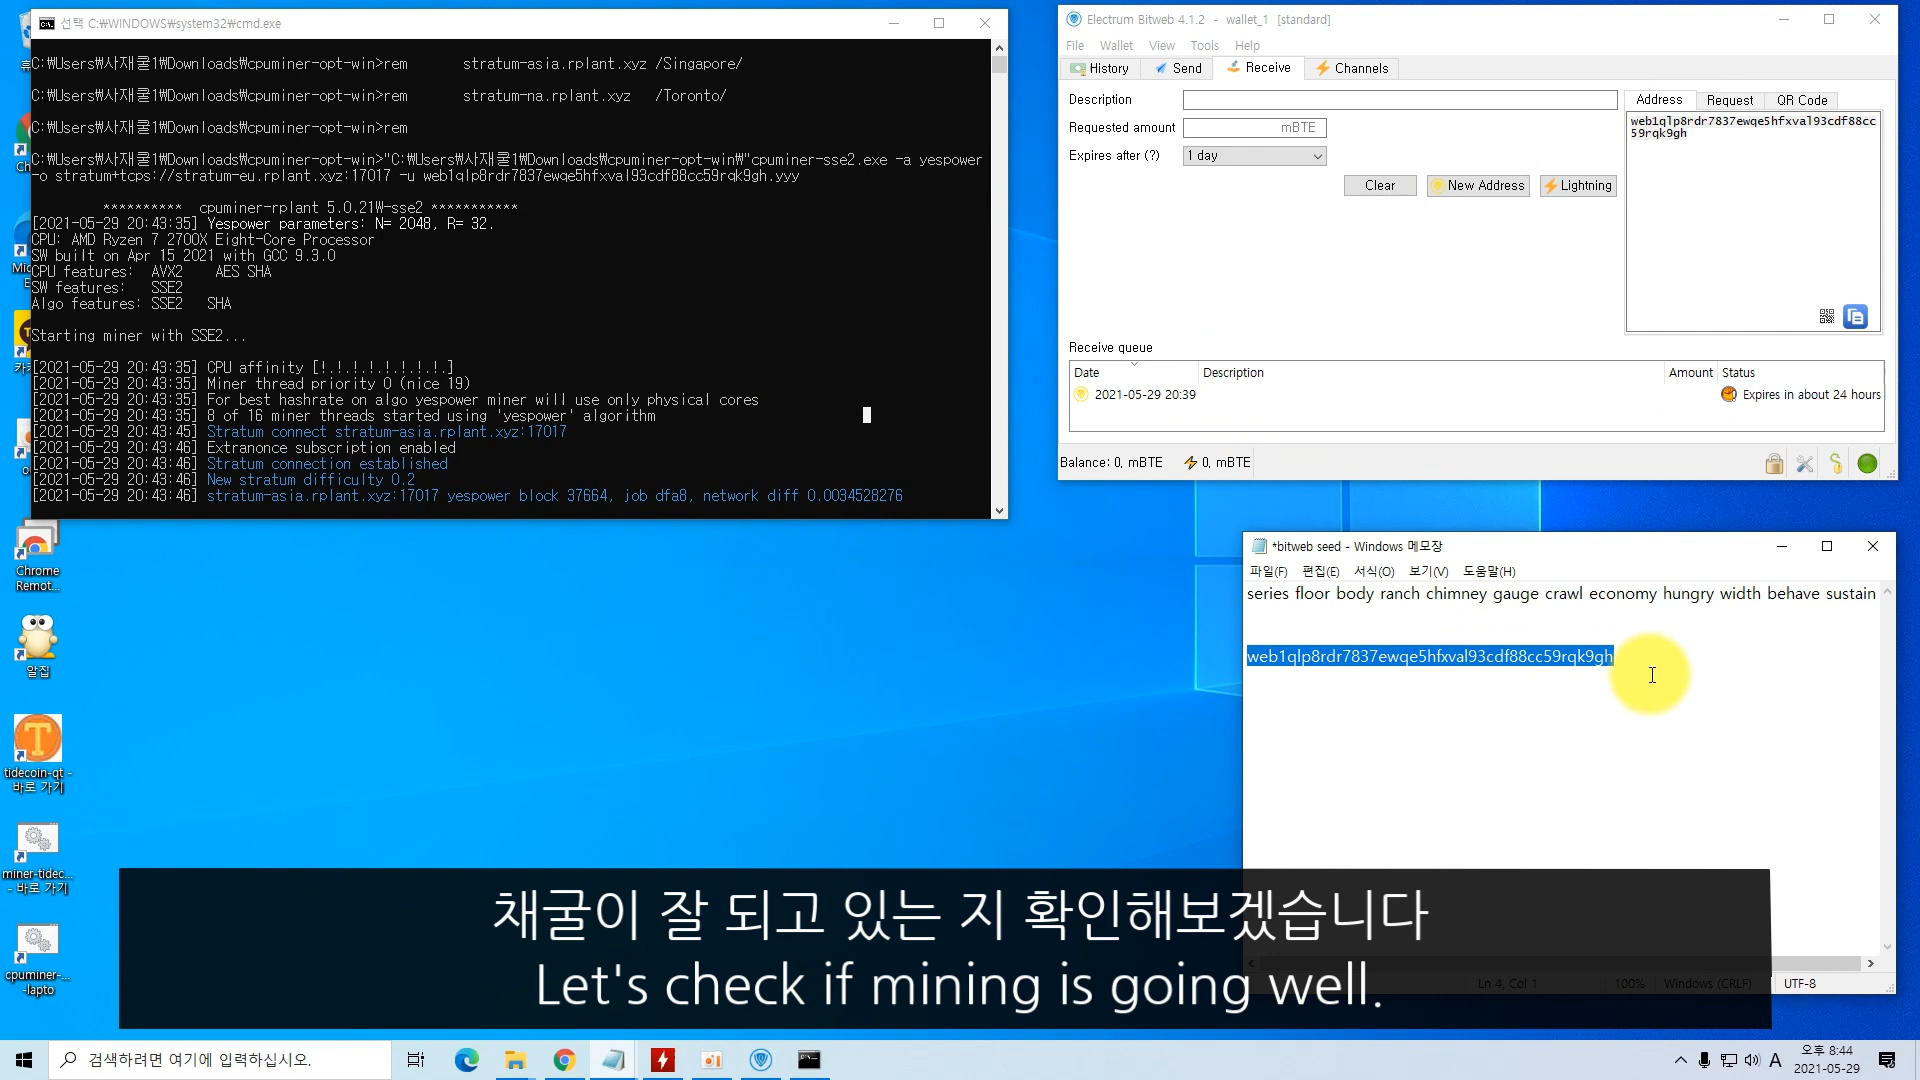 선택 C:₩WINDOWS₩system32₩cmd.exe
C:₩Users₩사재쿨1₩Downloads₩cpuminer-opt-win>rem stratum-asia.rplant.xyz /Singapore/
C:₩Users₩사재쿨1₩Downloads₩cpuminer-opt-win>rem stratum-na.rplant.xyz /Toronto/
C:₩Users₩사재쿨1₩Downloads₩cpuminer-opt-win>rem
C:₩Users₩사재쿨1₩Downloads₩cpuminer-opt-win>"C:₩Users₩사재쿨1₩Downloads₩cpuminer-opt-win₩"cpuminer-sse2.exe -a yespower
-o stratum+tcps://stratum-eu.rplant.xyz:17017 -u web1qlp8rdr7837ewqe5hfxval93cdf88cc59rqk9gh.yyy
********** cpuminer-rplant 5.0.21W-sse2 ***********
[2021-05-29 20:43:35] Yespower parameters: N= 2048, R= 32.
CPU: AMD Ryzen 7 2700X Eight-Core Processor
SW built on Apr 15 2021 with GCC 9.3.0
CPU features: AVX2 AES SHA
SW features: SSE2
Algo features: SSE2 SHA
Starting miner with SSE2...
[2021-05-29 20:43:35] CPU affinity [!.!.!.!.!.!.!.!.]
[2021-05-29 20:43:35] Miner thread priority 0 (nice 19)
[2021-05-29 20:43:35] For best hashrate on algo yespower miner will use only physical cores
[2021-05-29 20:43:35] 8 of 16 miner threads started using 'yespower' algorithm
[2021-05-29 20:43:45] Stratum connect stratum-asia.rplant.xyz:17017
[2021-05-29 20:43:46] Extranonce subscription enabled
[2021-05-29 20:43:46] Stratum connection established
[2021-05-29 20:43:46] New stratum difficulty 0.2
[2021-05-29 20:43:46] stratum-asia.rplant.xyz:17017 yespower block 37664, job dfa8, network diff 0.0034528276
Electrum Bitweb 4.1.2 - wallet_1 [standard]
File Wallet View Tools Help
History Send Receive Channels
Description
Requested amount mBTE
Expires after (?) 1 day
Clear New Address Lightning
Address Request QR Code
web1qlp8rdr7837ewqe5hfxval93cdf88cc
59rqk9gh
Receive queue
Date Description Amount Status
2021-05-29 20:39 Expires in about 24 hours
Balance: 0, mBTE 0, mBTE
*bitweb seed - Windows 메모장
파일(F) 편집(E) 서식(O) 보기(V) 도움말(H)
series floor body ranch chimney gauge crawl economy hungry width behave sustain
web1qlp8rdr7837ewqe5hfxval93cdf88cc59rqk9gh
Ln 4, Col 1 100% Windows (CRLF) UTF-8
Chrome
Remot...
알집
tidecoin-qt -
바로 가기
miner-tidec...
- 바로 가기
cpuminer-...
-lapto
채굴이 잘 되고 있는 지 확인해보겠습니다
Let's check if mining is going well.
검색하려면 여기에 입력하십시오.
A
오후 8:44
2021-05-29